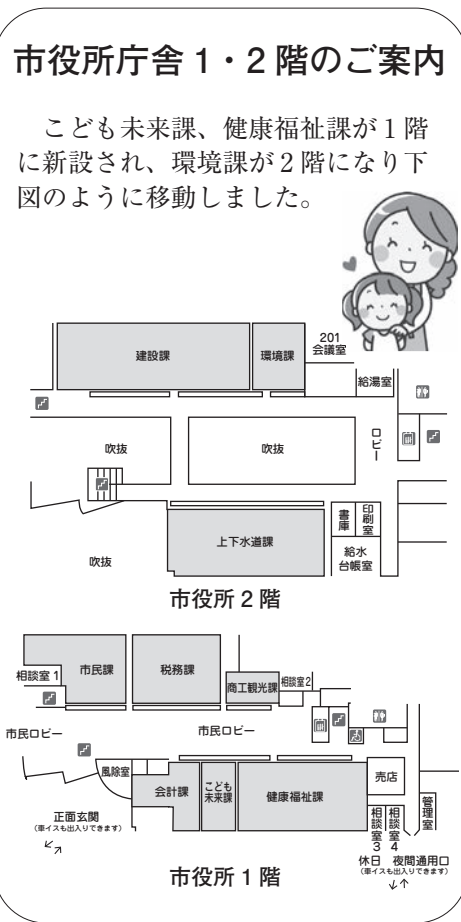 市役所庁舎1・2階のご案内
こども未来課、健康福祉課が1階
に新設され、環境課が2階になり下
図のように移動しました。
建設課
環境課
201
会議室
給湯室
吹抜
吹抜
ロビー
上下水道課
書庫
印刷室
給水
台帳室
吹抜
市役所2階
相談室1
市民課
税務課
商工観光課
相談室2
市民ロビー
市民ロビー
風除室
会計課
こども
未来課
健康福祉課
売店
正面玄関
(車イスも出入りできます)
相談室3
相談室4
管理室
休日 夜間通用口
(車イスも出入りできます)
市役所1階